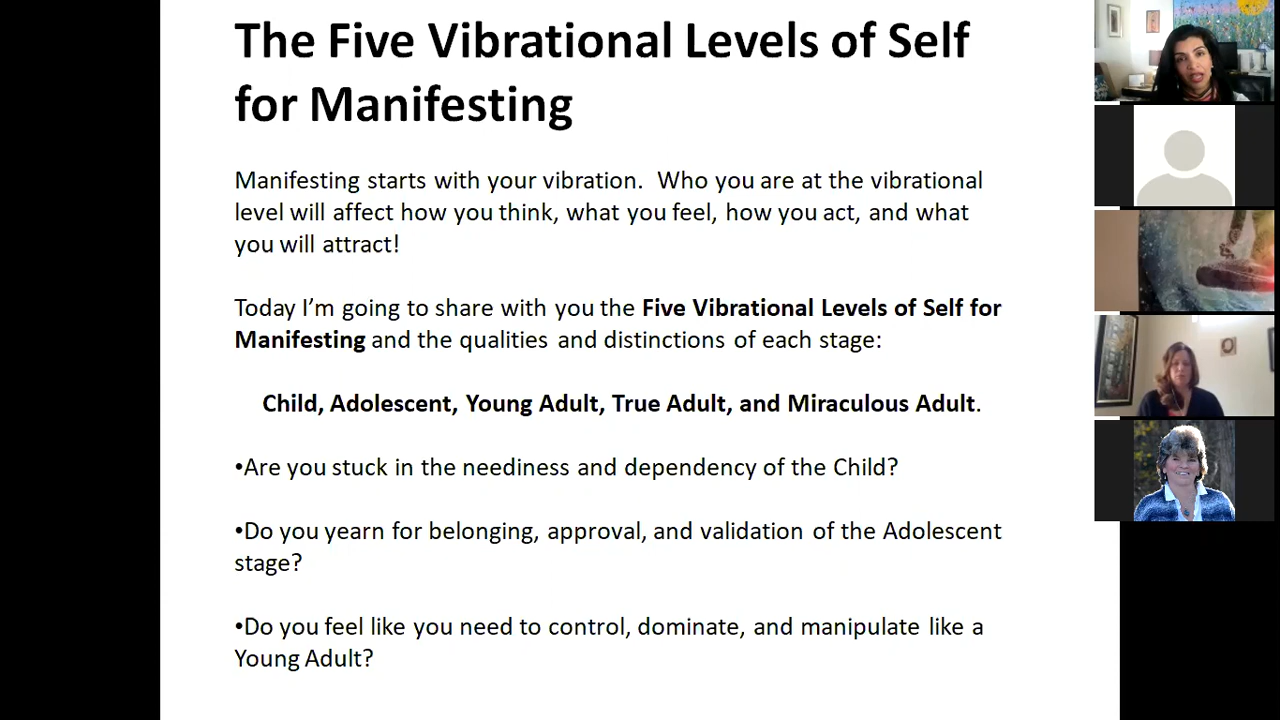 The Five Vibrational Levels of Self
for Manifesting
Manifesting starts with your vibration.  Who you are at the vibrational
level will affect how you think, what you feel, how you act, and what
you will attract!
Today I’m going to share with you the Five Vibrational Levels of Self for
Manifesting and the qualities and distinctions of each stage:
Child, Adolescent, Young Adult, True Adult, and Miraculous Adult.
•Are you stuck in the neediness and dependency of the Child?
•Do you yearn for belonging, approval, and validation of the Adolescent
stage?
•Do you feel like you need to control, dominate, and manipulate like a
Young Adult?